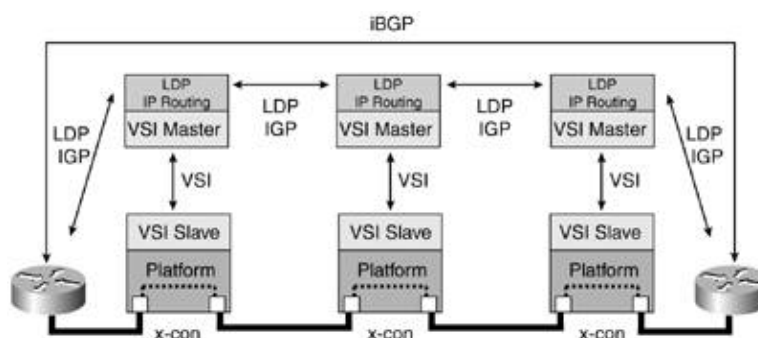 iBGP
LDP
IP Routing
VSI Master
LDP
IGP
LDP
IP Routing
VSI Master
LDP
IGP
LDP
IP Routing
VSI Master
LDP
IGP
LDP
IGP
VSI
VSI
VSI
VSI Slave
Platform
VSI Slave
Platform
VSI Slave
Platform
x-con
x-con
x-con